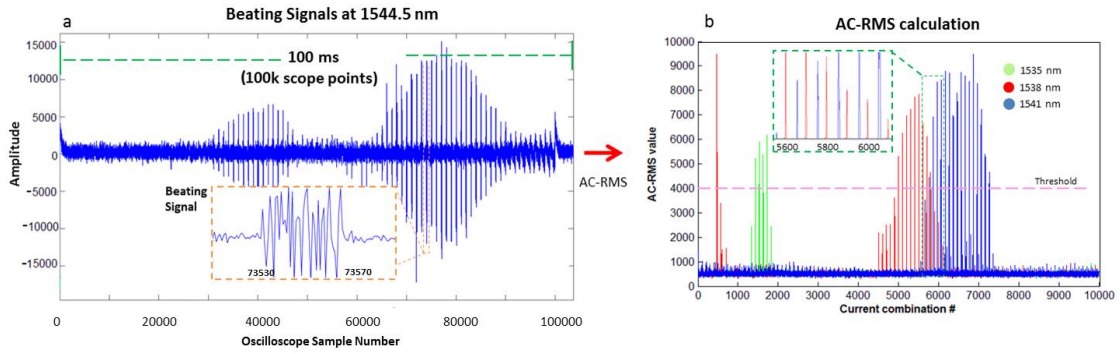 a
Beating Signals at 1544.5 nm
15000
10000
5000
0
−5000
−10000
−15000
Amplitude
100 ms
(100k scope points)
Beating
Signal
73530
73570
0
20000
40000
60000
80000
100000
Oscilloscope Sample Number
AC-RMS
b
AC-RMS calculation
10000
9000
8000
7000
6000
5000
4000
3000
2000
1000
0
AC-RMS value
5600
5800
6000
1535 nm
1538 nm
1541 nm
Threshold
0
1000
2000
3000
4000
5000
6000
7000
8000
9000
10000
Current combination #